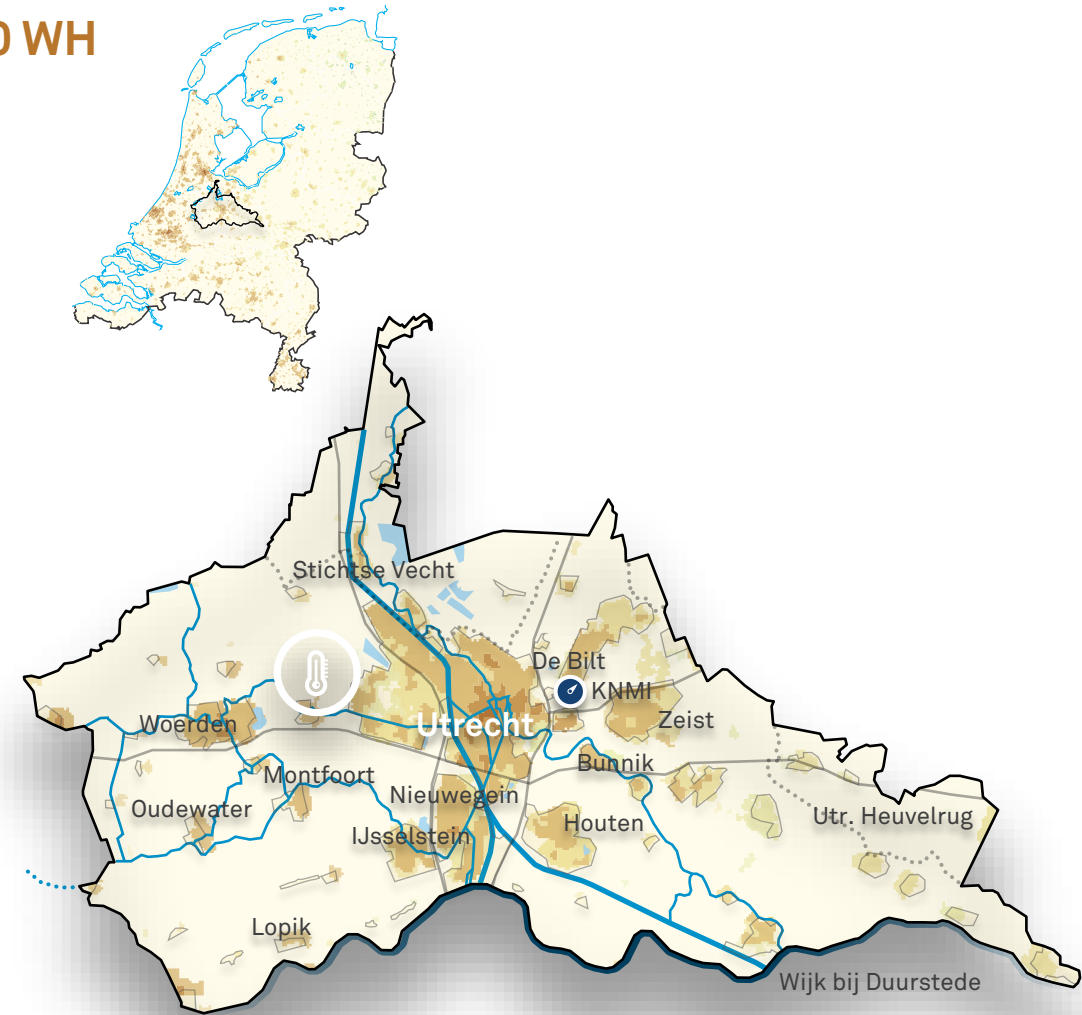 WH
Stichtse Vecht
De Bilt
KNMI
Woerden
Utrecht
Zeist
Montfoort
Bunnik
Nieuwegein
Oudewater
Houten
Utr. Heuvelrug
IJsselstein
Lopik
Wijk bij Duurstede